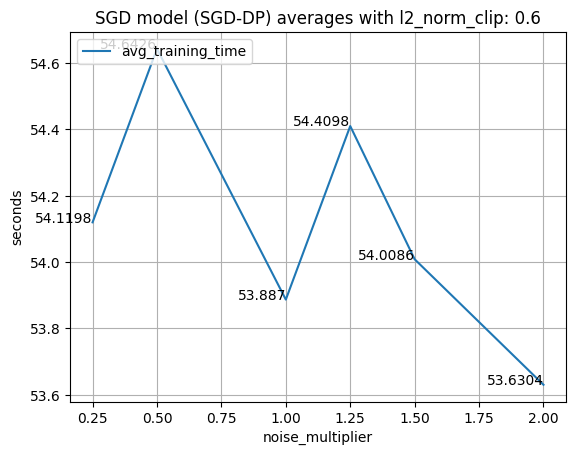 SGD model (SGD-DP) averages with l2_norm_clip: 0.6
54.6426
avg_training_time
54.6
54.4098
54.4
54.2
54.1198
seconds
54.0086
54.0
53.887
53.8
53.6304
53.6
0.25 0.50 0.75 1.00 1.25 1.50 1.75 2.00
noise_multiplier